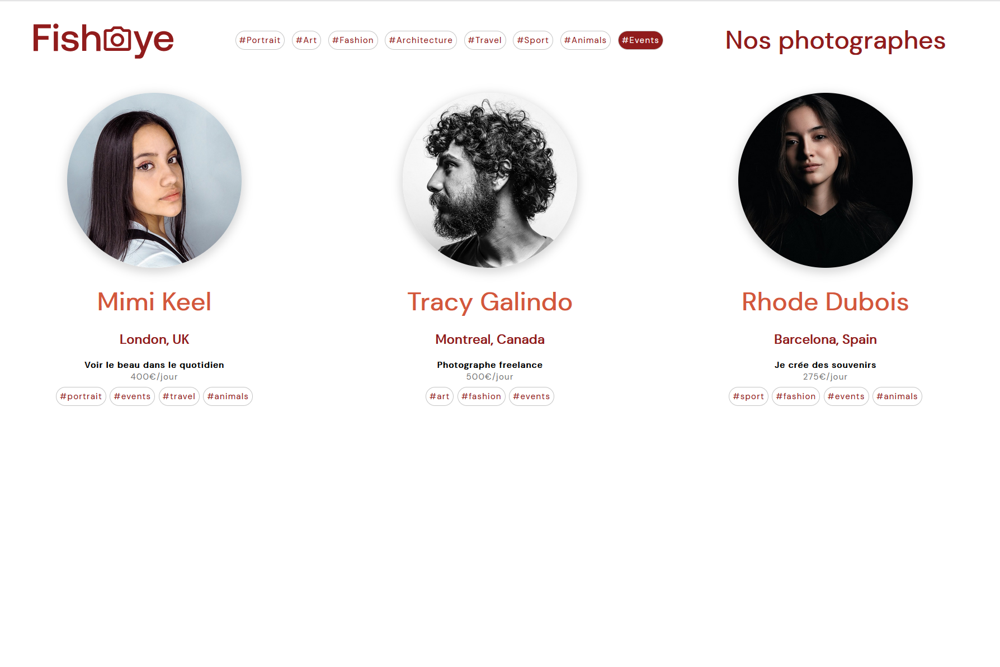 Fisheye
#Portrait #Art #Fashion #Architecture #Travel #Sport #Animals #Events
Nos photographes
Mimi Keel
London, UK
Voir le beau dans le quotidien
400€/jour
#portrait #events #travel #animals
Tracy Galindo
Montreal, Canada
Photographe freelance
500€/jour
#art #fashion #events
Rhode Dubois
Barcelona, Spain
Je crée des souvenirs
275€/jour
#sport #fashion #events #animals